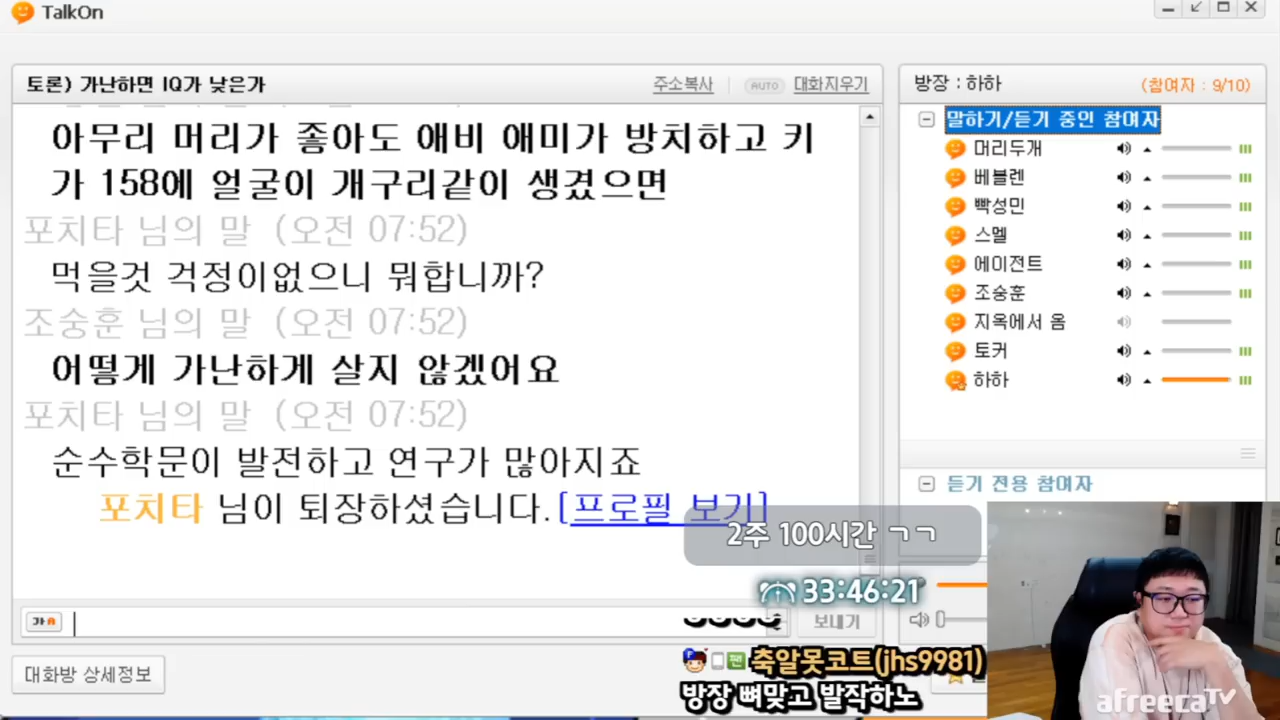 TalkOn
토론) 가난하면 IQ가 낮은가
주소복사
AUTO
대화지우기
아무리 머리가 좋아도 애비 애미가 방치하고 키
가 158에 얼굴이 개구리같이 생겼으면
포치타 님의 말 (오전 07:52)
먹을것 걱정이없으니 뭐합니까?
조숭훈 님의 말 (오전 07:52)
어떻게 가난하게 살지 않겠어요
포치타 님의 말 (오전 07:52)
순수학문이 발전하고 연구가 많아지죠
포치타 님이 퇴장하셨습니다.[프로필 보기]
가
보내기
대화방 상세정보
방장 : 하하
(참여자 : 9/10)
말하기/듣기 중인 참여자
머리두개
베블렌
빡성민
스멜
에이전트
조숭훈
지옥에서 옴
토커
하하
듣기 전용 참여자
2주 100시간 ㄱㄱ
33:46:21
팬 축알못코트(jhs9981)
방장 뼈맞고 발작하노
afreecaTV